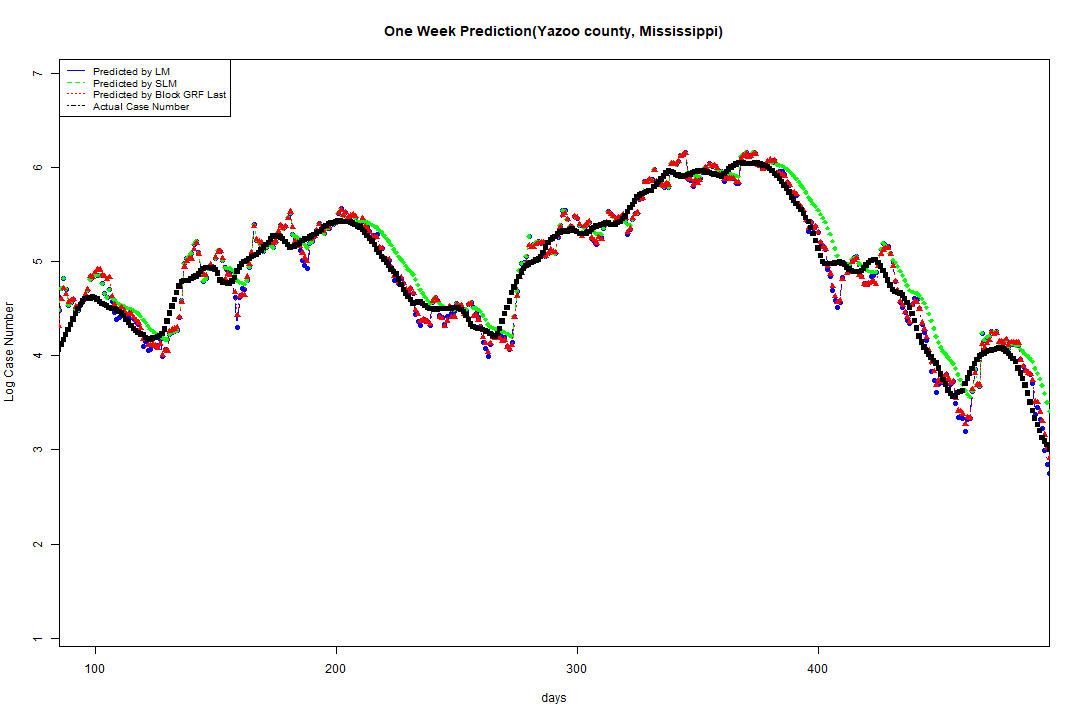 One Week Prediction(Yazoo county, Mississippi)
Predicted by LM
Predicted by SLM
Predicted by Block GRF Last
Actual Case Number
7
6
5
4
3
2
1
Log Case Number
100 200 300 400
days